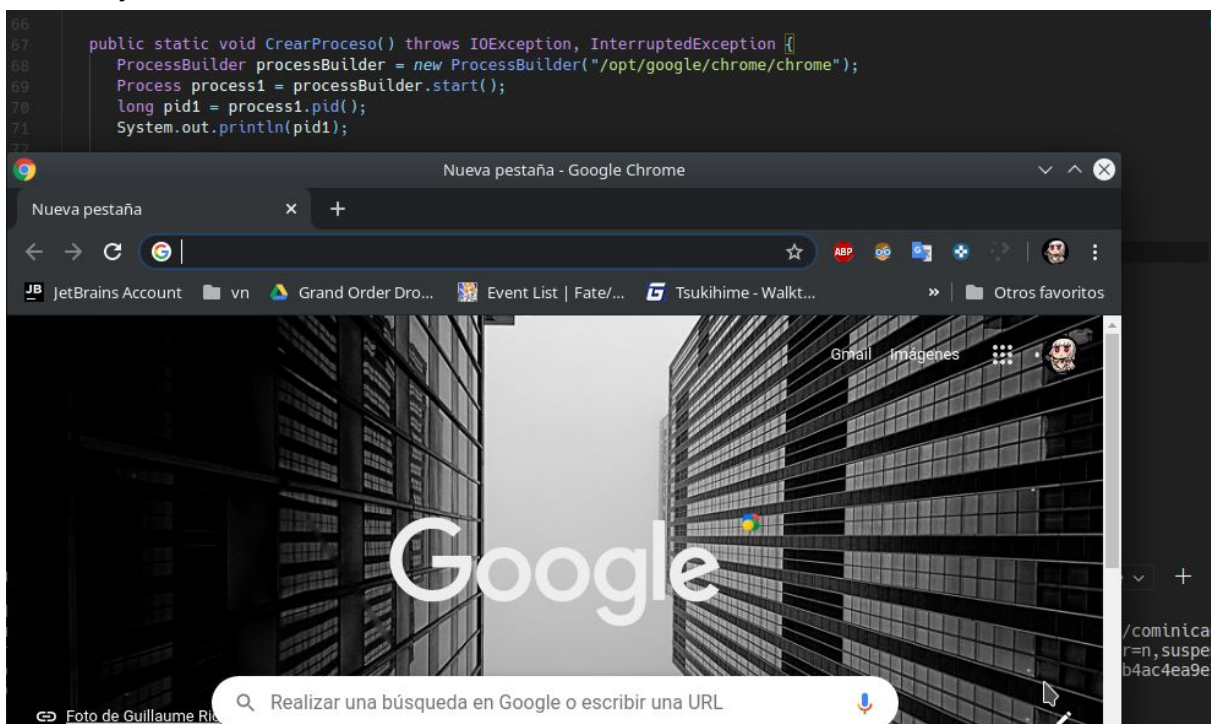 66
67 public static void CrearProceso() throws IOException, InterruptedException {
68 ProcessBuilder processBuilder = new ProcessBuilder("/opt/google/chrome/chrome");
69 Process process1 = processBuilder.start();
70 long pid1 = process1.pid();
71 System.out.println(pid1);
72
Nueva pestaña - Google Chrome
Nueva pestaña
ABP
JB JetBrains Account vn Grand Order Dro... Event List | Fate/... Tsukihime - Walkt... » Otros favoritos
Gmail Imágenes
Google
/cominica
r=n,suspe
b4ac4ea9e
Realizar una búsqueda en Google o escribir una URL
Foto de Guillaume